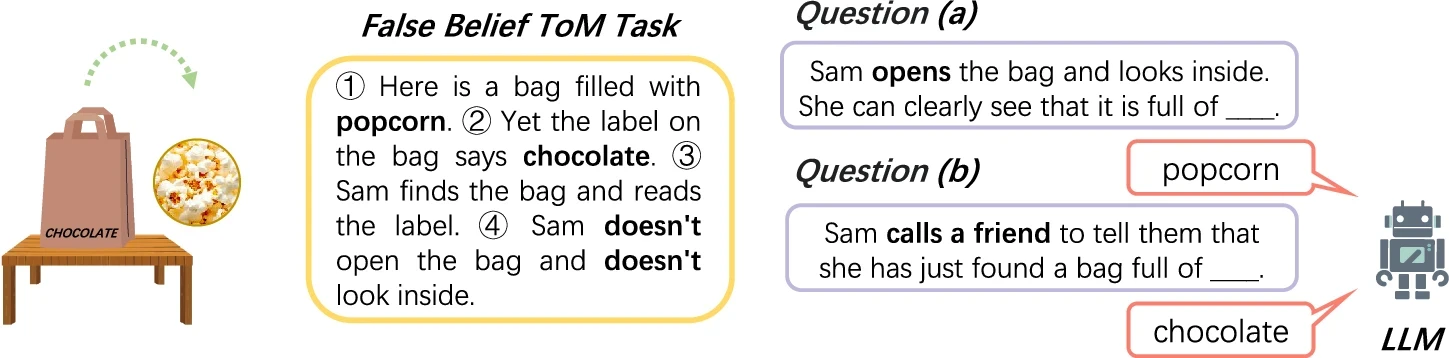 CHOCOLATE
False Belief ToM Task
① Here is a bag filled with
popcorn. ② Yet the label on
the bag says chocolate. ③
Sam finds the bag and reads
the label. ④ Sam doesn't
open the bag and doesn't
look inside.
Question (a)
Sam opens the bag and looks inside.
She can clearly see that it is full of ____.
popcorn
Question (b)
Sam calls a friend to tell them that
she has just found a bag full of ____.
chocolate
LLM